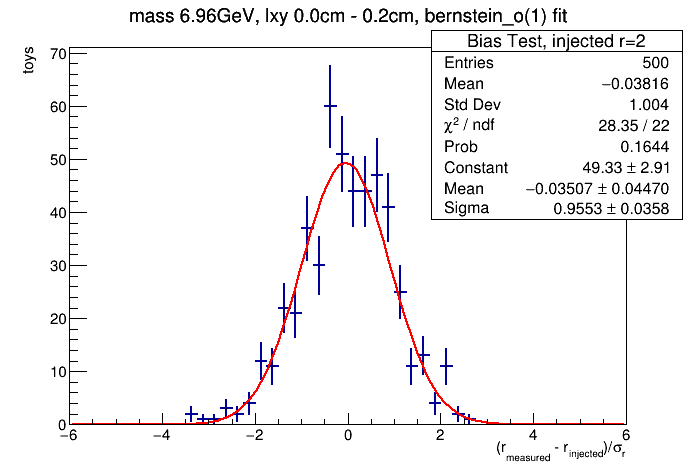 mass 6.96GeV, lxy 0.0cm - 0.2cm, bernstein_o(1) fit
Bias Test, injected r=2
Entries 500
Mean −0.03816
Std Dev 1.004
χ² / ndf 28.35 / 22
Prob 0.1644
Constant 49.33 ± 2.91
Mean −0.03507 ± 0.04470
Sigma 0.9553 ± 0.0358
toys
70
60
50
40
30
20
10
0
−6 −4 −2 0 2 4 6
(r_measured - r_injected)/σ_r